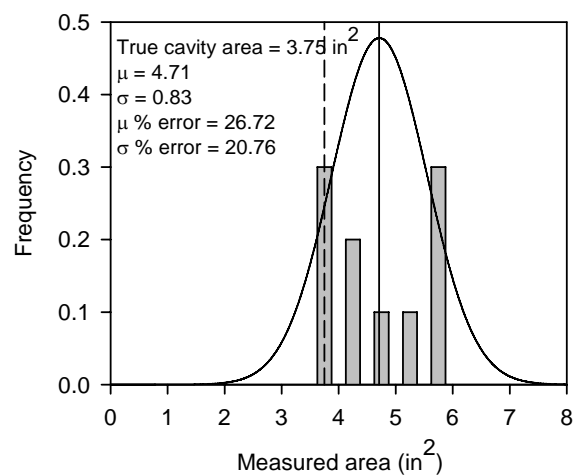 True cavity area = 3.75 in²
μ = 4.71
σ = 0.83
μ % error = 26.72
σ % error = 20.76
Frequency
0.5
0.4
0.3
0.2
0.1
0.0
0 1 2 3 4 5 6 7 8
Measured area (in²)